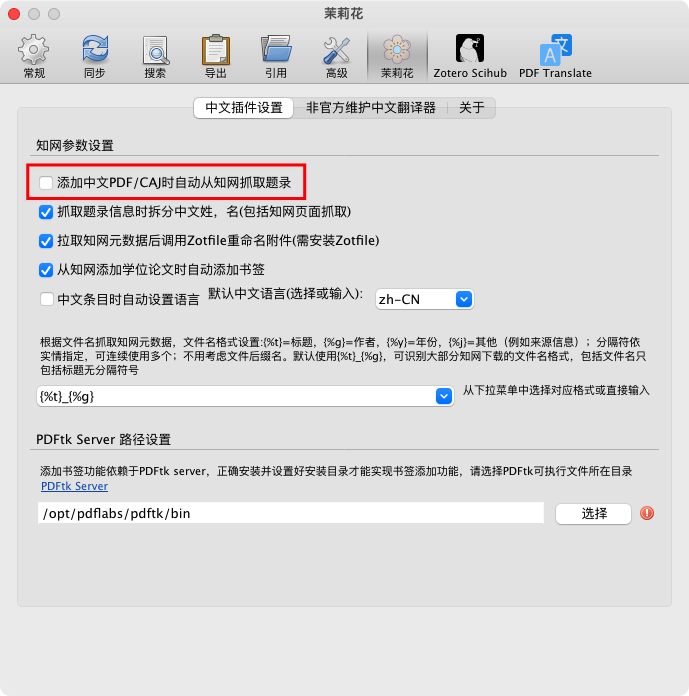 茉莉花
常规 同步 搜索 导出 引用 高级 茉莉花 Zotero Scihub PDF Translate
中文插件设置 非官方维护中文翻译器 关于
知网参数设置
添加中文PDF/CAJ时自动从知网抓取题录
抓取题录信息时拆分中文姓，名(包括知网页面抓取)
拉取知网元数据后调用Zotfile重命名附件(需安装Zotfile)
从知网添加学位论文时自动添加书签
中文条目时自动设置语言 默认中文语言(选择或输入): zh-CN
根据文件名抓取知网元数据，文件名格式设置:{%t}=标题，{%g}=作者，{%y}=年份，{%j}=其他（例如来源信息）；分隔符依
实情指定，可连续使用多个；不用考虑文件后缀名。默认使用{%t}_{%g}，可识别大部分知网下载的文件名格式，包括文件名只
包括标题无分隔符号
{%t}_{%g} 从下拉菜单中选择对应格式或直接输入
PDFtk Server 路径设置
添加书签功能依赖于PDFtk server，正确安装并设置好安装目录才能实现书签添加功能，请选择PDFtk可执行文件所在目录
PDFtk Server
/opt/pdflabs/pdftk/bin 选择